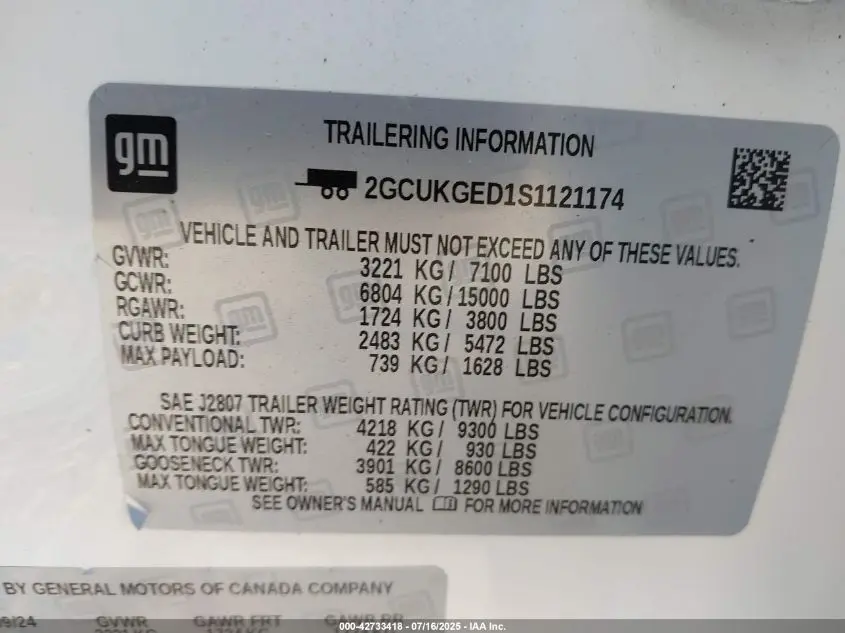 gm
TRAILERING INFORMATION
2GCUKGED1S1121174
VEHICLE AND TRAILER MUST NOT EXCEED ANY OF THESE VALUES.
GVWR: 3221 KG/ 7100 LBS
GCWR: 6804 KG/15000 LBS
RGAWR: 1724 KG/ 3800 LBS
CURB WEIGHT: 2483 KG/ 5472 LBS
MAX PAYLOAD: 739 KG/ 1628 LBS
SAE J2807 TRAILER WEIGHT RATING (TWR) FOR VEHICLE CONFIGURATION.
CONVENTIONAL TWR: 4218 KG/ 9300 LBS
MAX TONGUE WEIGHT: 422 KG/ 930 LBS
GOOSENECK TWR: 3901 KG/ 8600 LBS
MAX TONGUE WEIGHT: 585 KG/ 1290 LBS
SEE OWNER'S MANUAL FOR MORE INFORMATION
BY GENERAL MOTORS OF CANADA COMPANY
9/24 GVWR GAWR FRT GAWR RR
000-42733418 - 07/16/2025 - IAA Inc.